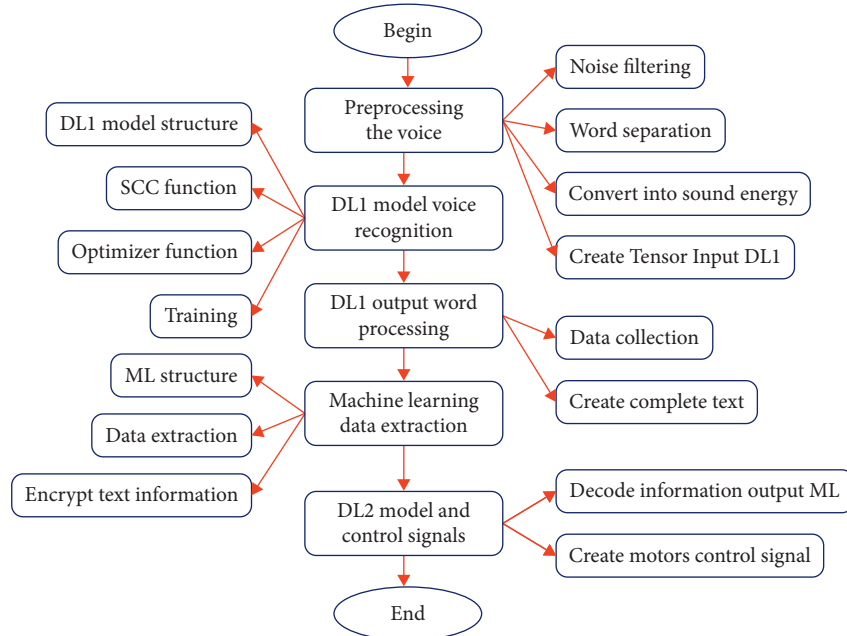 Begin
Noise filtering
Preprocessing
the voice
DL1 model structure
Word separation
SCC function
Convert into sound energy
DL1 model voice
recognition
Optimizer function
Create Tensor Input DL1
Training
DL1 output word
processing
Data collection
ML structure
Machine learning
data extraction
Create complete text
Data extraction
Encrypt text information
Decode information output ML
DL2 model and
control signals
Create motors control signal
End